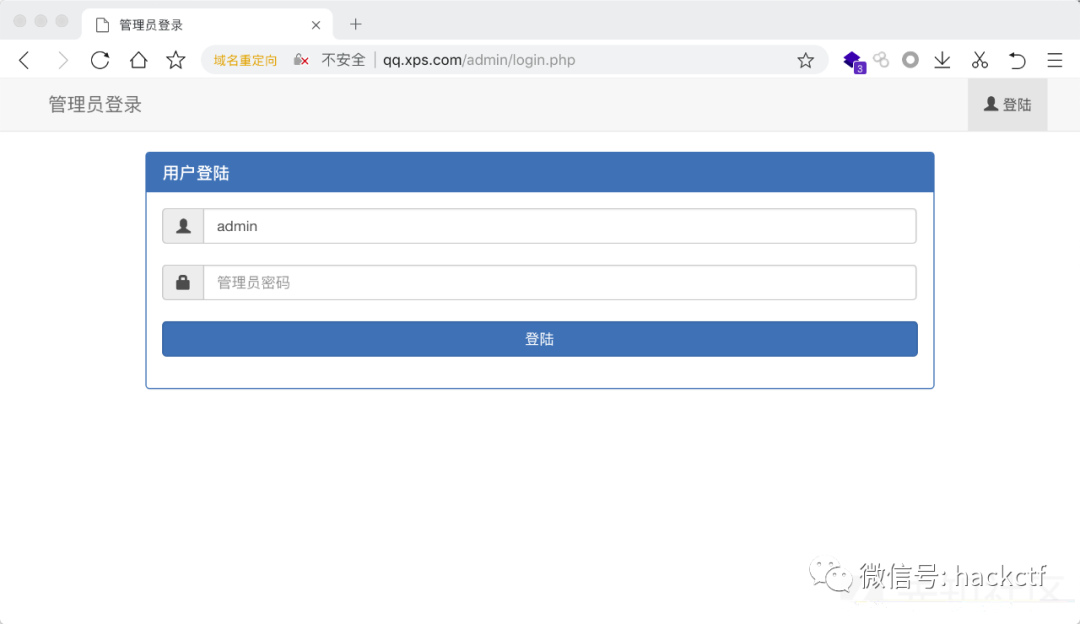 管理员登录
域名重定向 不安全 qq.xps.com/admin/login.php
3
管理员登录
登陆
用户登陆
admin
管理员密码
登陆
微信号: hackctf